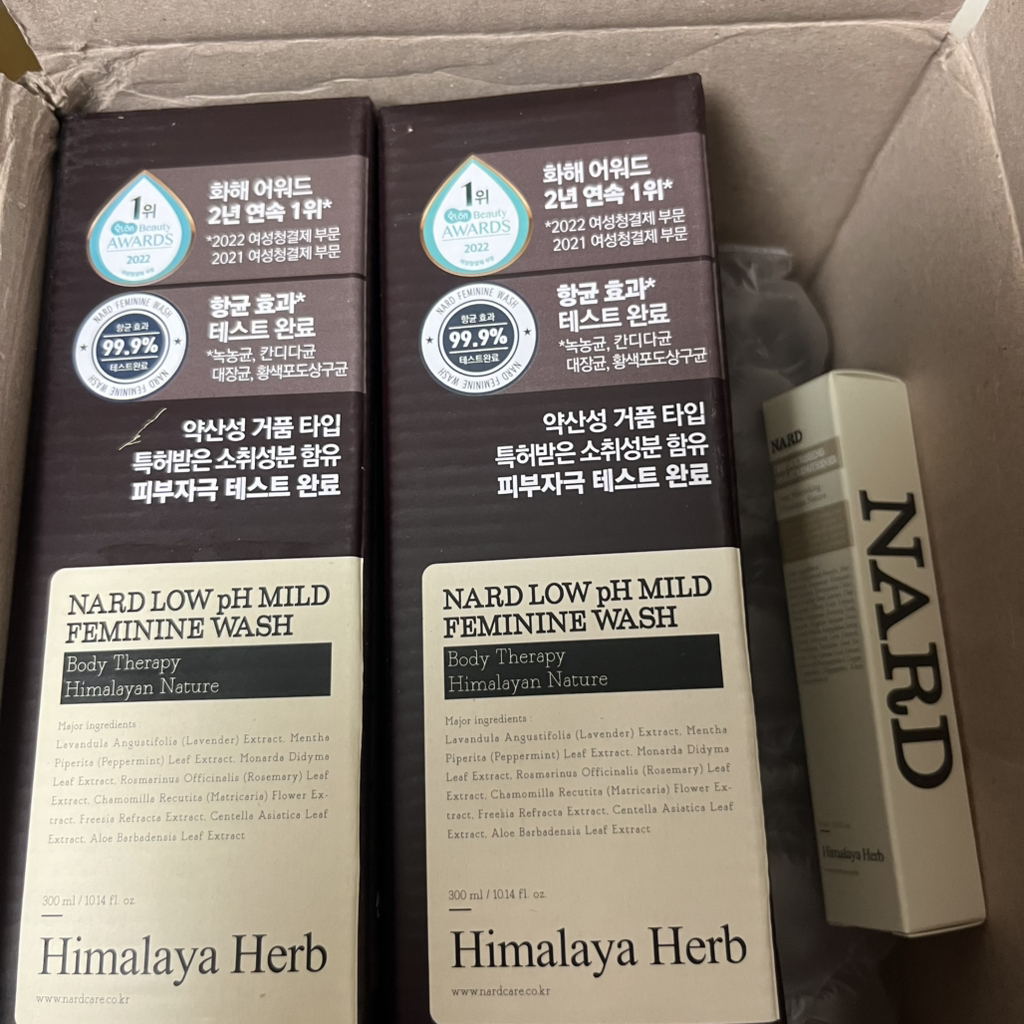 1위
화해 Beauty
AWARDS
2022
화해 어워드
2년 연속 1위*
*2022 여성청결제 부문
2021 여성청결제 부문
NARD FEMININE WASH
항균 효과
99.9%
테스트완료
NARD FEMININE WASH
항균 효과*
테스트 완료
*녹농균, 칸디다균
대장균, 황색포도상구균
약산성 거품 타입
특허받은 소취성분 함유
피부자극 테스트 완료
NARD LOW pH MILD
FEMININE WASH
Body Therapy
Himalayan Nature
Major ingredients :
Lavandula Angustifolia (Lavender) Extract, Mentha
Piperita (Peppermint) Leaf Extract, Monarda Didyma
Leaf Extract, Rosmarinus Officinalis (Rosemary) Leaf
Extract, Chamomilla Recutita (Matricaria) Flower Ex-
tract, Freesia Refracta Extract, Centella Asiatica Leaf
Extract, Aloe Barbadensis Leaf Extract
300 ml / 10.14 fl. oz.
Himalaya Herb
www.nardcare.co.kr
1위
화해 Beauty
AWARDS
2022
화해 어워드
2년 연속 1위*
*2022 여성청결제 부문
2021 여성청결제 부문
NARD FEMININE WASH
항균 효과
99.9%
테스트완료
NARD FEMININE WASH
항균 효과*
테스트 완료
*녹농균, 칸디다균
대장균, 황색포도상구균
약산성 거품 타입
특허받은 소취성분 함유
피부자극 테스트 완료
NARD LOW pH MILD
FEMININE WASH
Body Therapy
Himalayan Nature
Major ingredients :
Lavandula Angustifolia (Lavender) Extract, Mentha
Piperita (Peppermint) Leaf Extract, Monarda Didyma
Leaf Extract, Rosmarinus Officinalis (Rosemary) Leaf
Extract, Chamomilla Recutita (Matricaria) Flower Ex-
tract, Freesia Refracta Extract, Centella Asiatica Leaf
Extract, Aloe Barbadensis Leaf Extract
300 ml / 10.14 fl. oz.
Himalaya Herb
www.nardcare.co.kr
NARD
NARD
Himalaya Herb